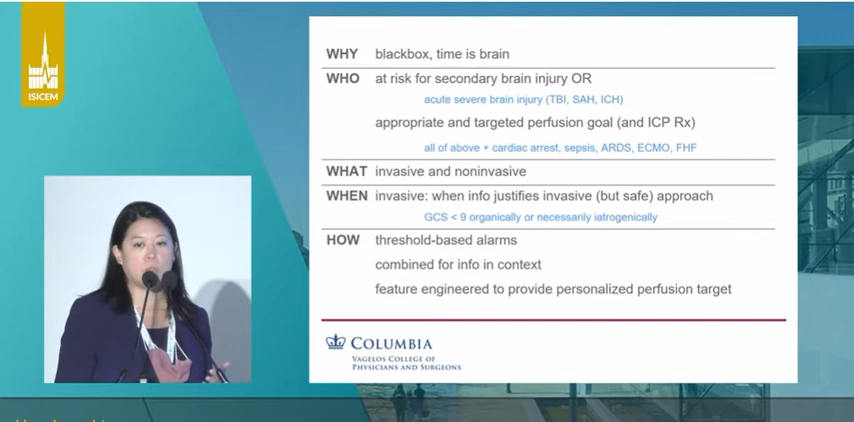 ISICEM
WHY blackbox, time is brain
WHO at risk for secondary brain injury OR
acute severe brain injury (TBI, SAH, ICH)
appropriate and targeted perfusion goal (and ICP Rx)
all of above + cardiac arrest, sepsis, ARDS, ECMO, FHF
WHAT invasive and noninvasive
WHEN invasive: when info justifies invasive (but safe) approach
GCS < 9 organically or necessarily iatrogenically
HOW threshold-based alarms
combined for info in context
feature engineered to provide personalized perfusion target
COLUMBIA
VAGELOS COLLEGE OF
PHYSICIANS AND SURGEONS